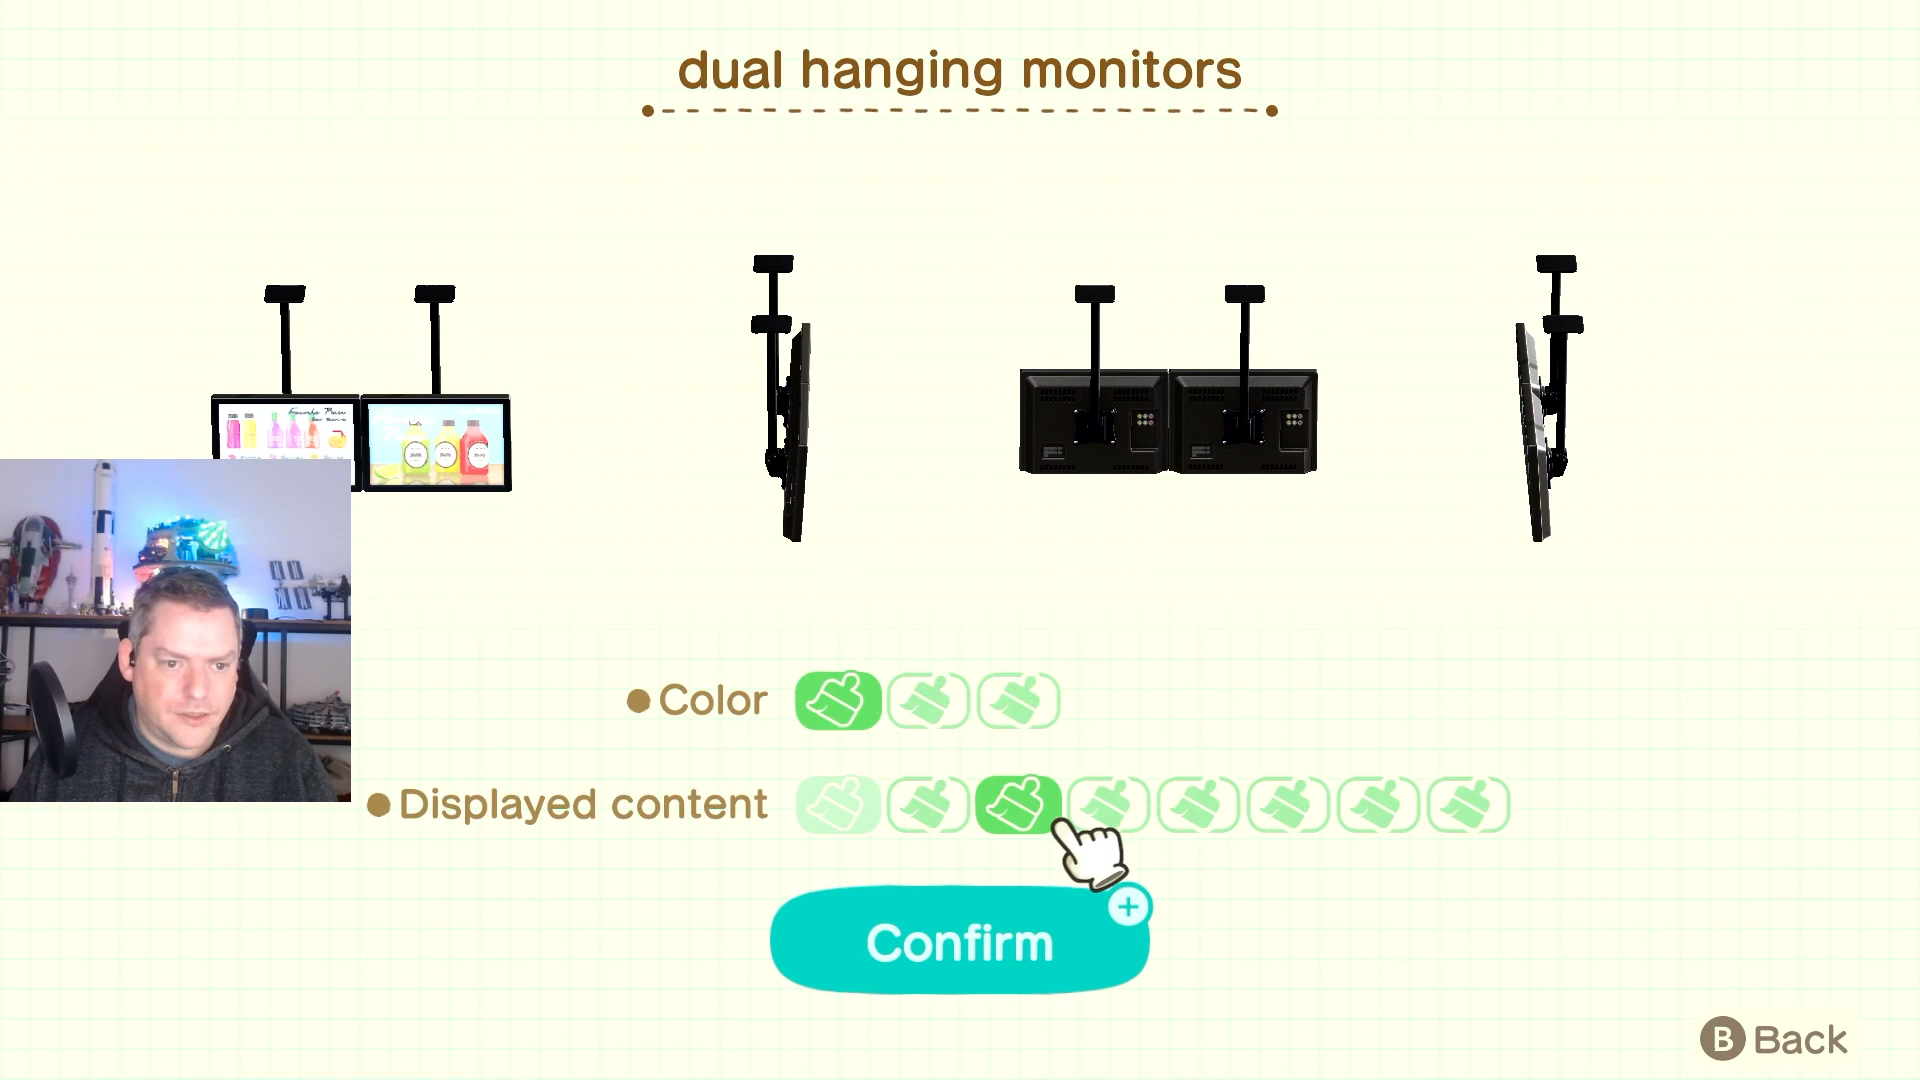 dual hanging monitors
Color
Displayed content
+
Confirm
B Back